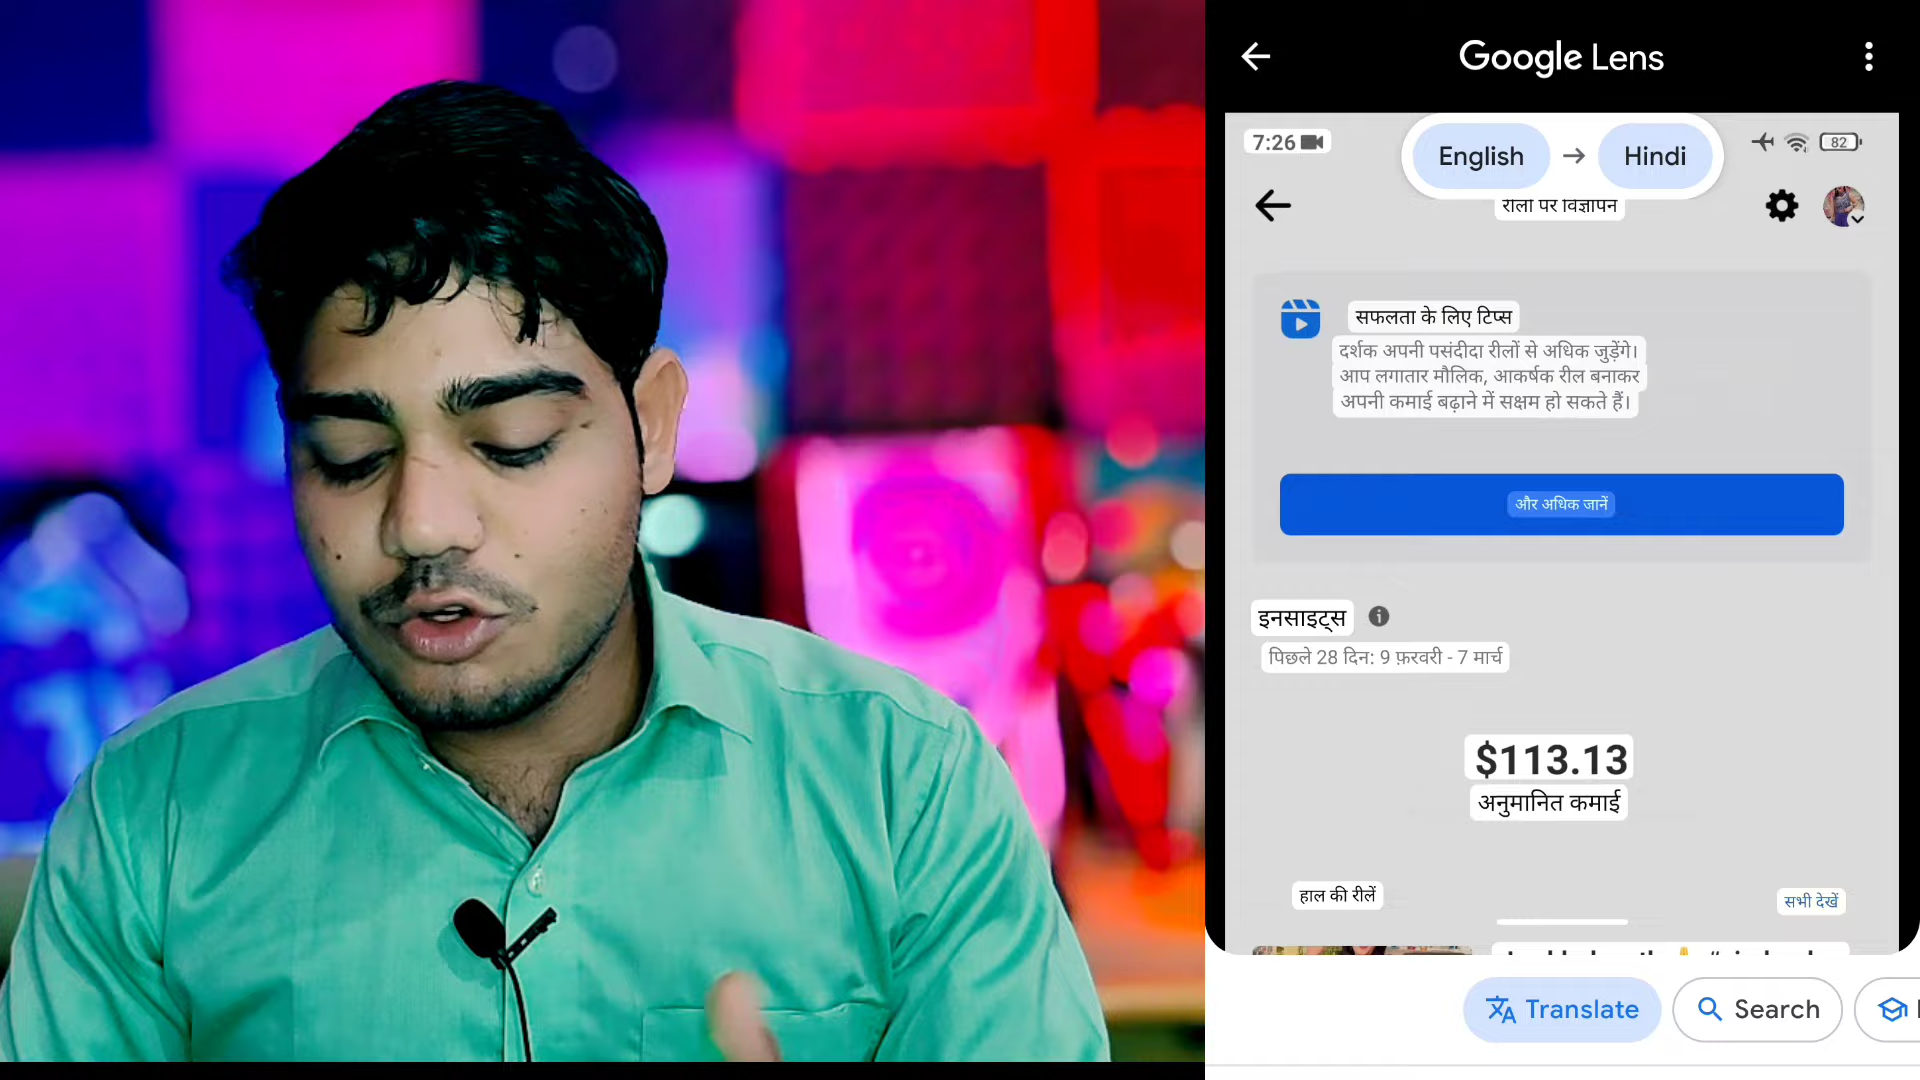 Google Lens
7:26
English → Hindi
82
रीलों पर विज्ञापन
सफलता के लिए टिप्स
दर्शक अपनी पसंदीदा रीलों से अधिक जुड़ेंगे।
आप लगातार मौलिक, आकर्षक रील बनाकर
अपनी कमाई बढ़ाने में सक्षम हो सकते हैं।
और अधिक जानें
इनसाइट्स
पिछले 28 दिन: 9 फ़रवरी - 7 मार्च
$113.13
अनुमानित कमाई
हाल की रीलें
सभी देखें
Translate
Search